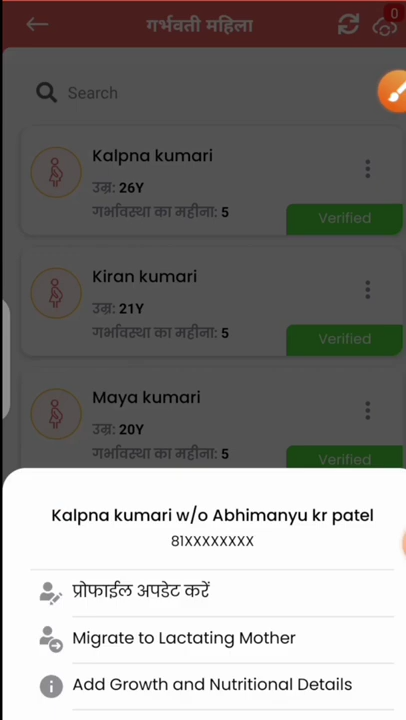 गर्भवती महिला
0
Search
Kalpna kumari
उम्र: 26Y
गर्भावस्था का महीना: 5
Verified
Kiran kumari
उम्र: 21Y
गर्भावस्था का महीना: 5
Verified
Maya kumari
उम्र: 20Y
गर्भावस्था का महीना: 5
Verified
Kalpna kumari w/o Abhimanyu kr patel
81XXXXXXXX
प्रोफाईल अपडेट करें
Migrate to Lactating Mother
Add Growth and Nutritional Details